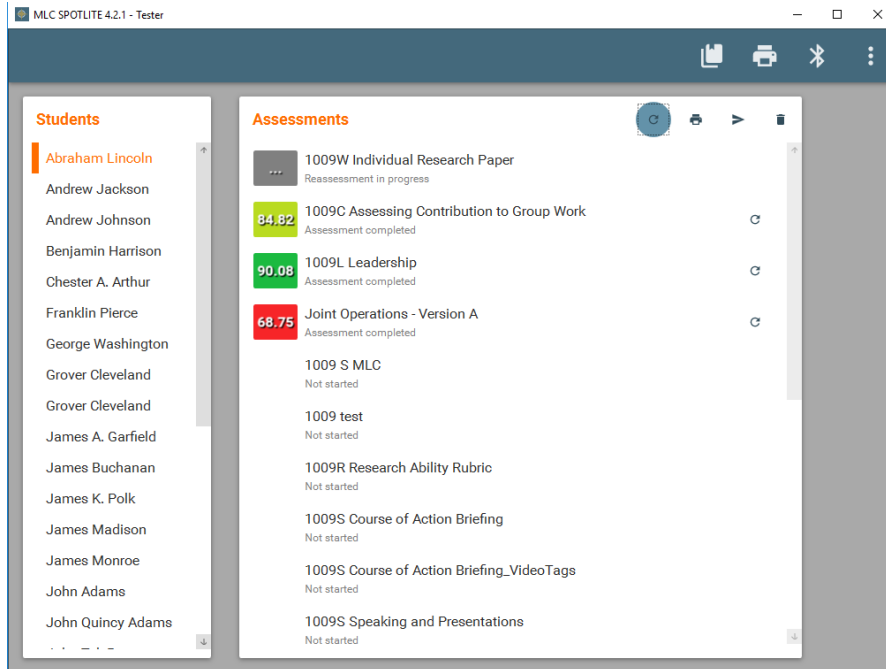 MLC SPOTLITE 4.2.1 - Tester
Students
Abraham Lincoln
Andrew Jackson
Andrew Johnson
Benjamin Harrison
Chester A. Arthur
Franklin Pierce
George Washington
Grover Cleveland
Grover Cleveland
James A. Garfield
James Buchanan
James K. Polk
James Madison
James Monroe
John Adams
John Quincy Adams
Assessments
... 1009W Individual Research Paper
Reassessment in progress
84.82 1009C Assessing Contribution to Group Work
Assessment completed
90.08 1009L Leadership
Assessment completed
68.75 Joint Operations - Version A
Assessment completed
1009 S MLC
Not started
1009 test
Not started
1009R Research Ability Rubric
Not started
1009S Course of Action Briefing
Not started
1009S Course of Action Briefing_VideoTags
Not started
1009S Speaking and Presentations
Not started